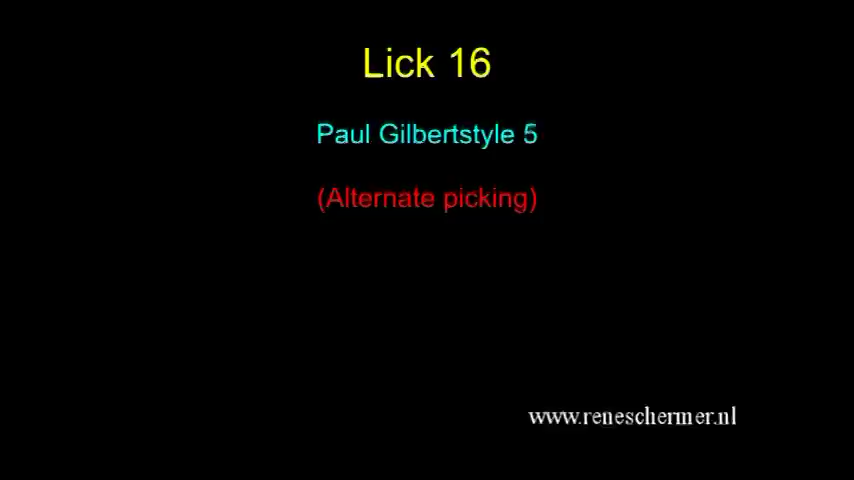 Lick 16
Paul Gilbertstyle 5
(Alternate picking)
www.reneschermer.nl